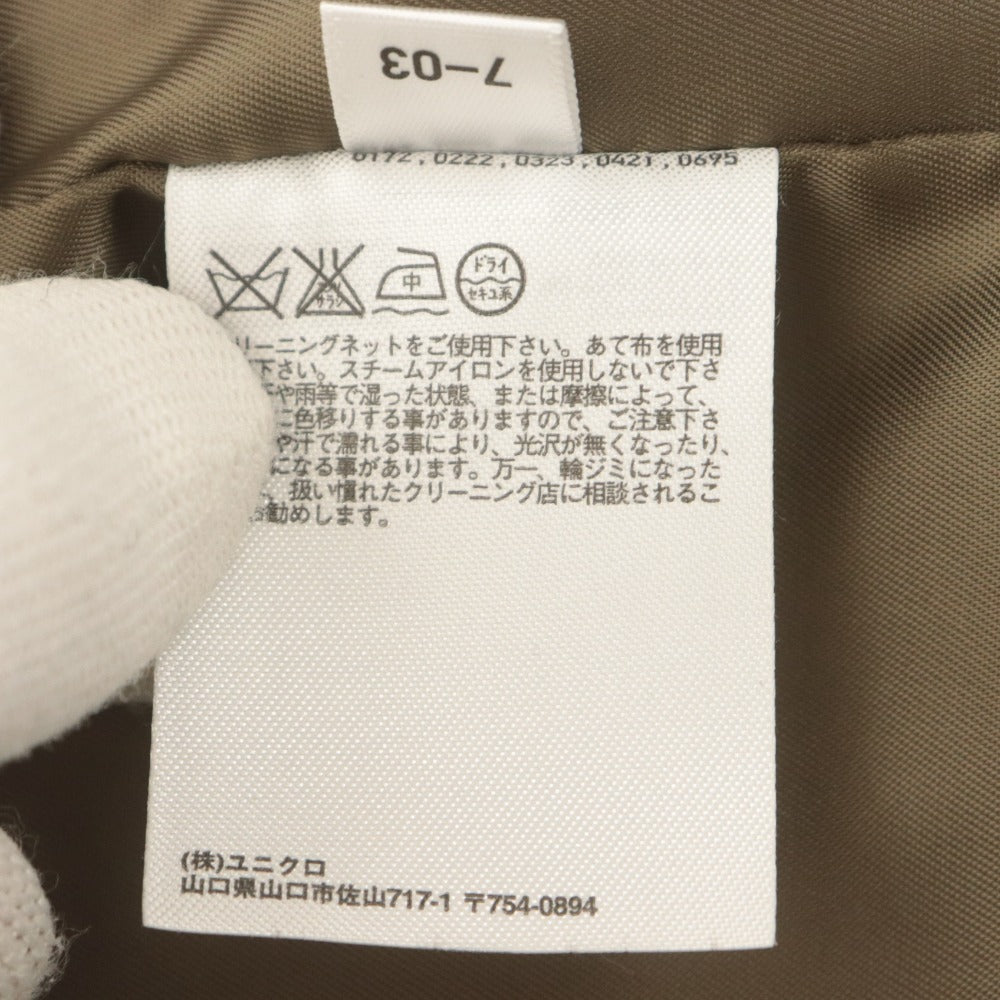 7-03
0172,0222,0323,0421,0695
中
ドライ
セキユ系
サラシ
リーニングネットをご使用下さい。あて布を使用
下さい。スチームアイロンを使用しないで下さ
や雨等で湿った状態、または摩擦によって、
に色移りする事がありますので、ご注意下さ
や汗で濡れる事により、光沢が無くなったり、
になる事があります。万一、輪ジミになった
、扱い慣れたクリーニング店に相談されるこ
お勧めします。
(株)ユニクロ
山口県山口市佐山717-1 〒754-0894